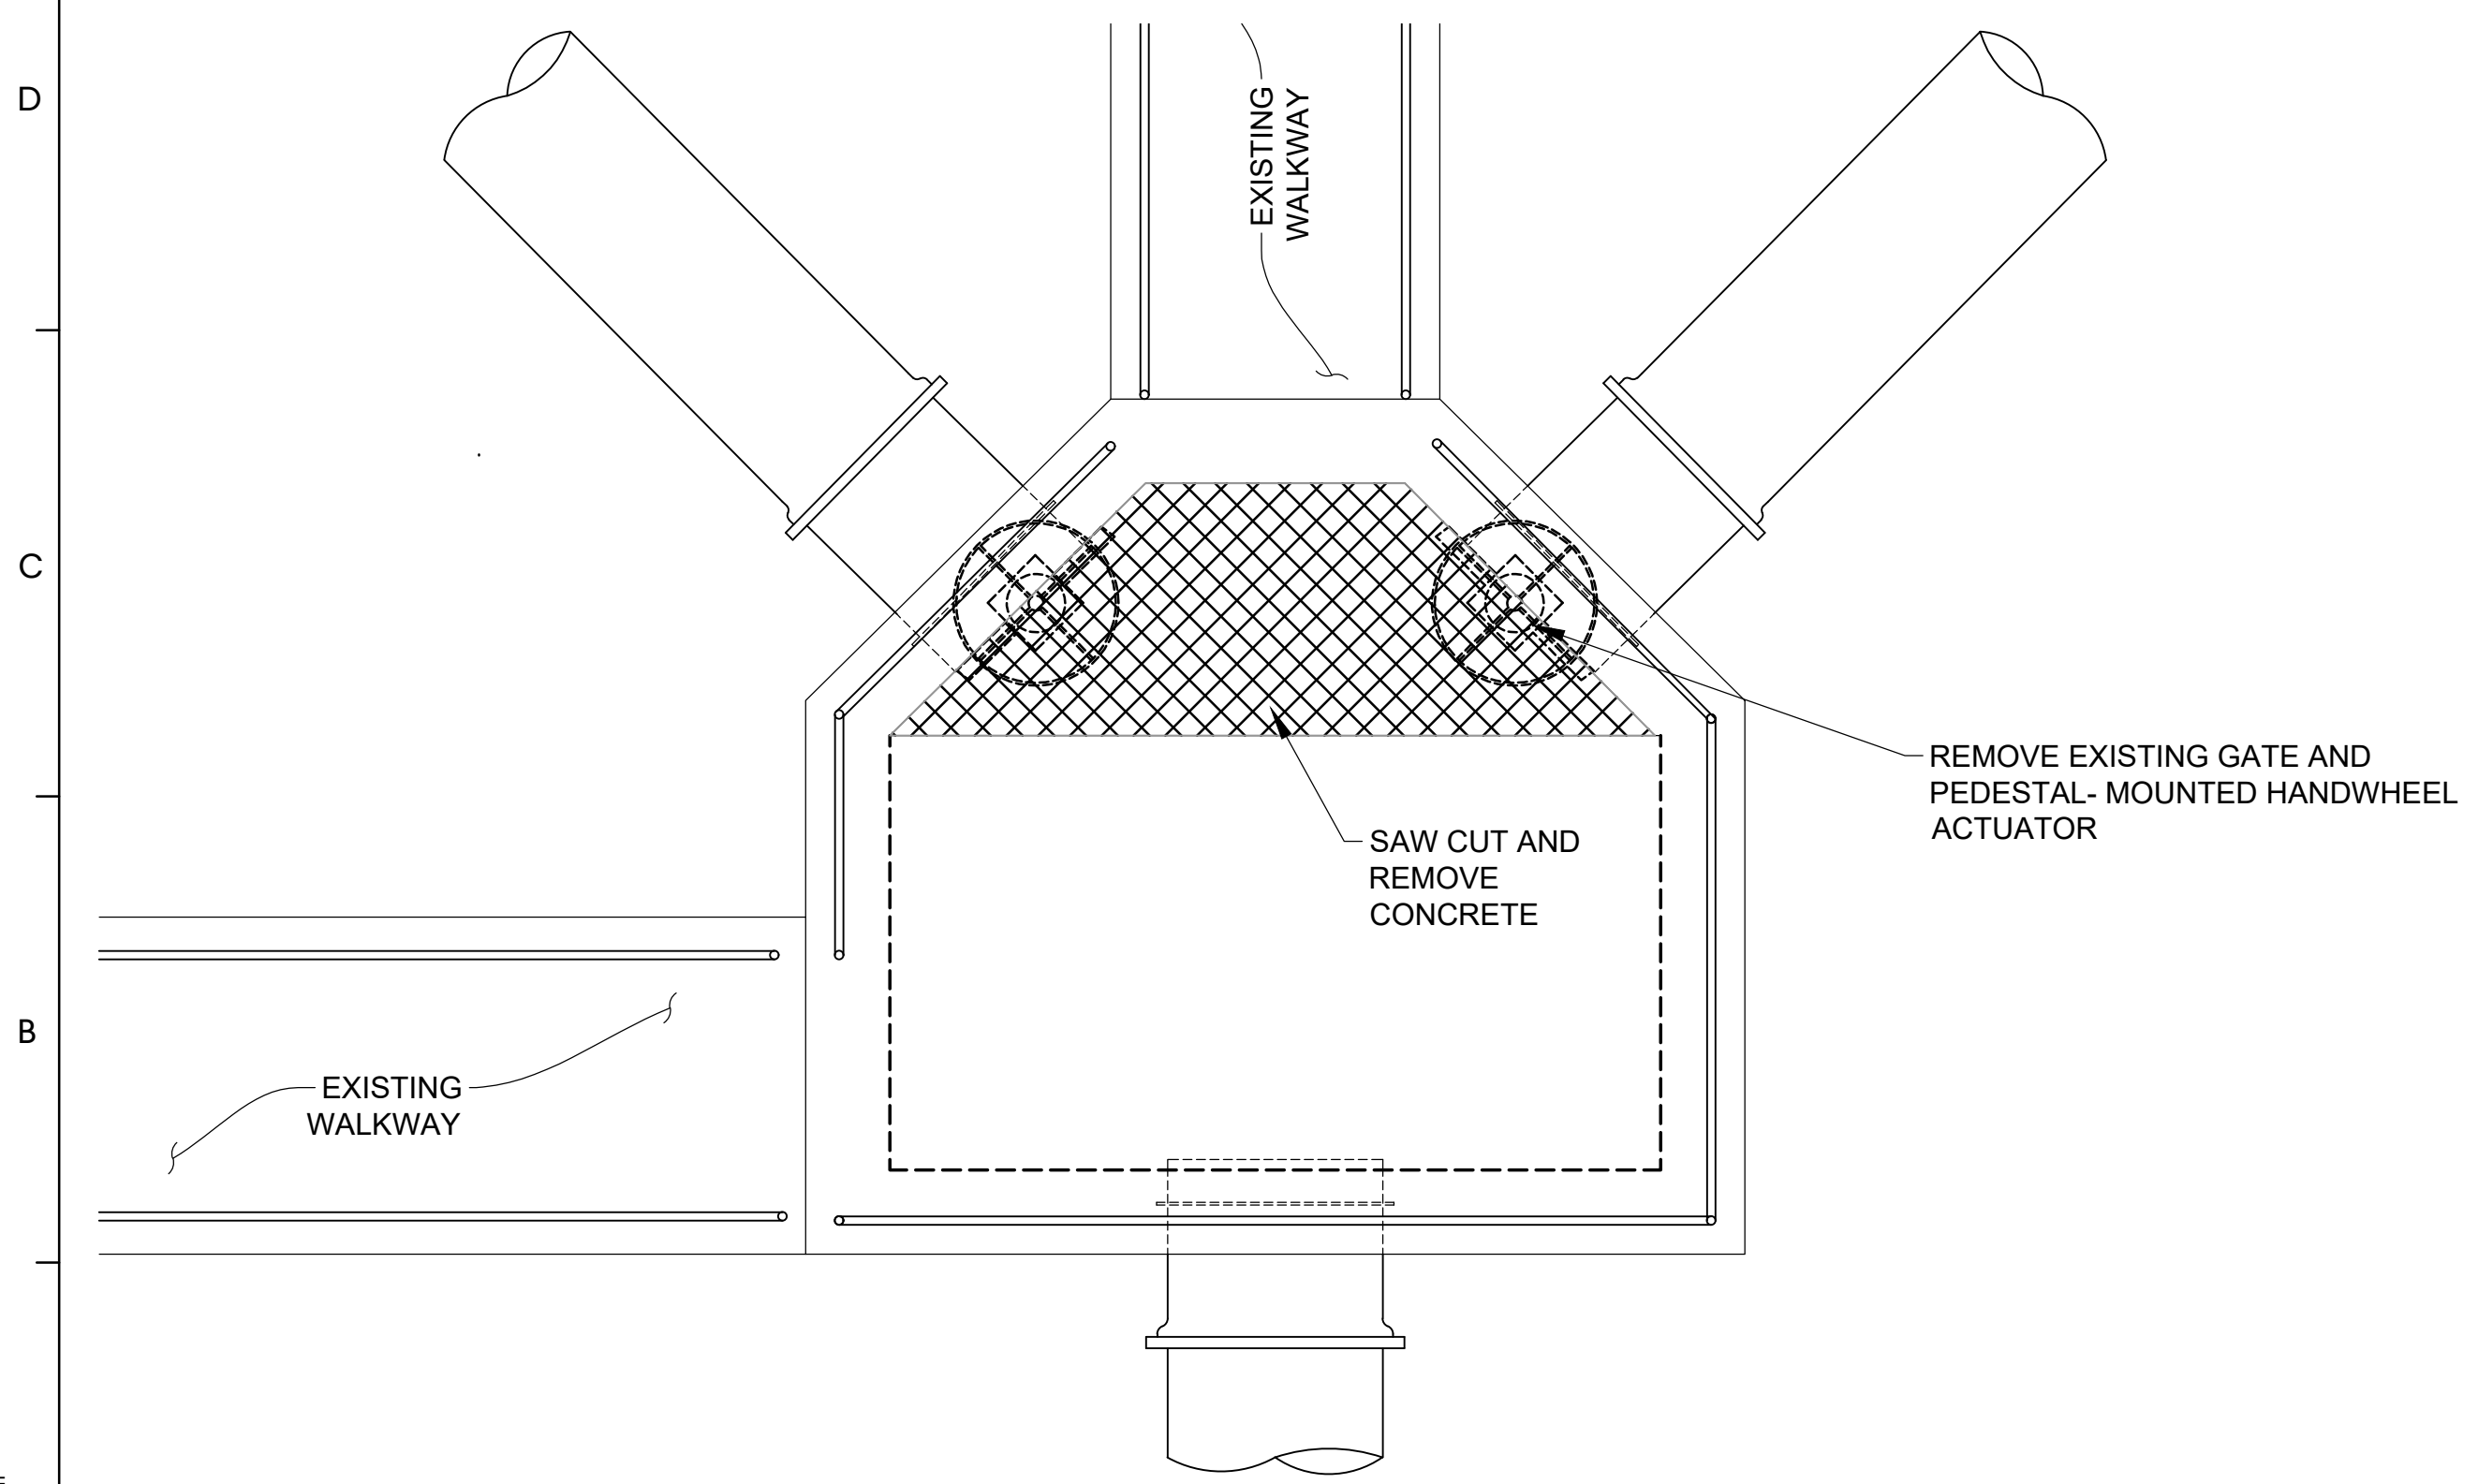 D
EXISTING
WALKWAY
C
REMOVE EXISTING GATE AND
PEDESTAL- MOUNTED HANDWHEEL
ACTUATOR
SAW CUT AND
REMOVE
CONCRETE
B
EXISTING
WALKWAY